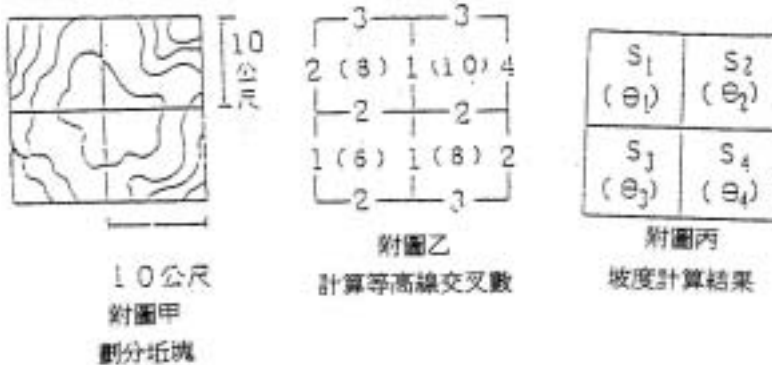 10公尺
10公尺
附圖甲
劃分坵塊
3 3
2 (8) 1 (10) 4
2 2
1 (6) 1 (8) 2
2 3
附圖乙
計算等高線交叉數
S1 S2
(θ1) (θ2)
S3 S4
(θ3) (θ4)
附圖丙
坡度計算結果